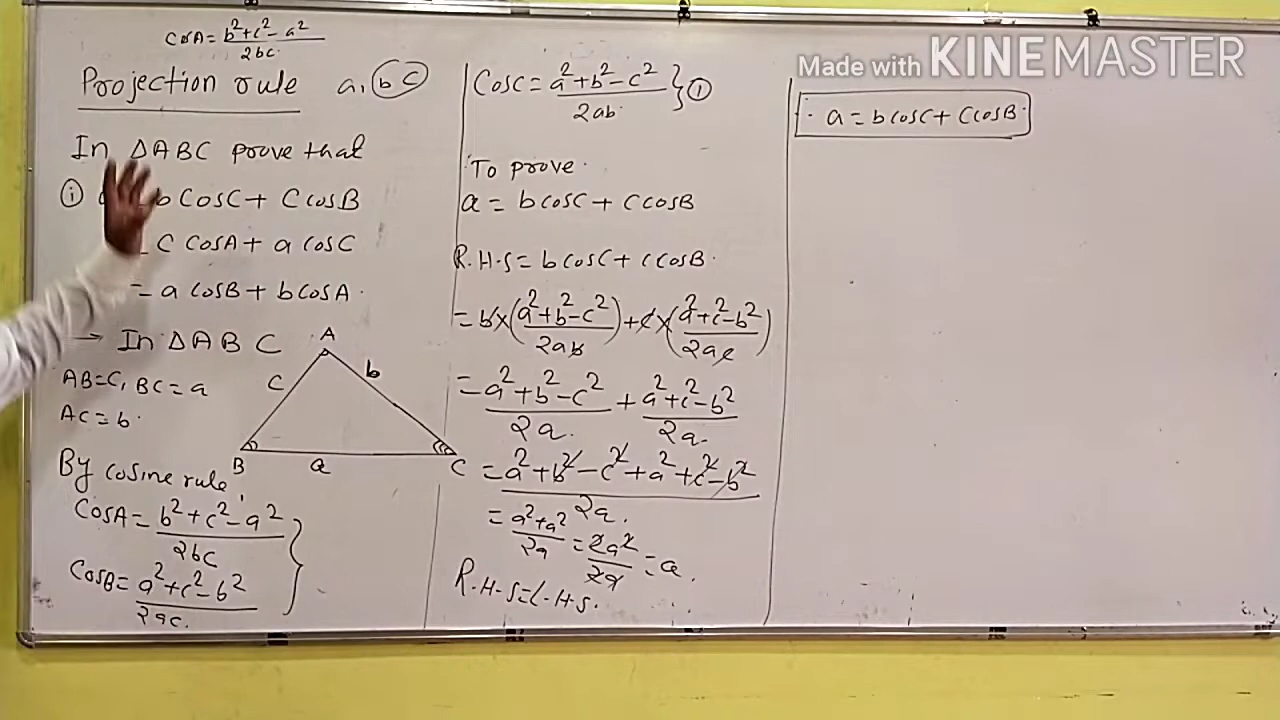 CosA = b²+c²-a² / 2bc
Projection rule a, b c
In ΔABC prove that
① b CosC + C cosB
= C CosA + a cosC
= a cosB + b cosA.
→ In ΔABC
AB=C, BC=a
AC=b.
A
C b
B a C
By cosine rule
CosA = b²+c²-a² / 2bc
CosB = a²+c²-b² / 2ac.
CosC = a²+b²-c² / 2ab } ①
To prove.
a = b cosC + C cosB
R.H.S = b cosC + C cosB.
= b×(a²+b²-c² / 2ab) + c×(a²+c²-b² / 2ac)
= a²+b²-c² / 2a + a²+c²-b² / 2a.
= a²+b²-c²+a²+c²-b² / 2a.
= a²+a² / 2a = 2a² / 2a = a.
R.H.S = L.H.S.
Made with KINEMASTER
∴ a = b cosC + C cosB.